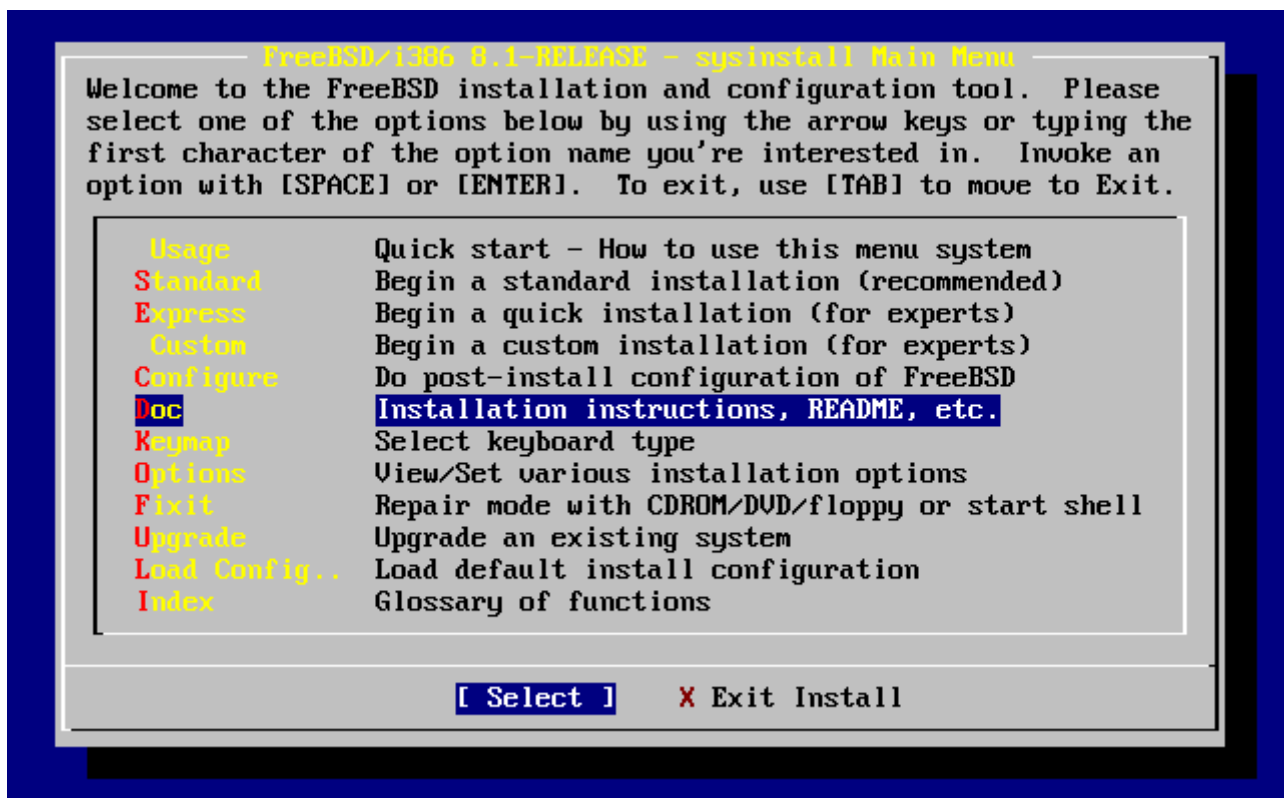 FreeBSD/i386 8.1-RELEASE - sysinstall Main Menu
Welcome to the FreeBSD installation and configuration tool.  Please
select one of the options below by using the arrow keys or typing the
first character of the option name you're interested in.  Invoke an
option with [SPACE] or [ENTER].  To exit, use [TAB] to move to Exit.
Usage Quick start - How to use this menu system
Standard Begin a standard installation (recommended)
Express Begin a quick installation (for experts)
Custom Begin a custom installation (for experts)
Configure Do post-install configuration of FreeBSD
Doc Installation instructions, README, etc.
Keymap Select keyboard type
Options View/Set various installation options
Fixit Repair mode with CDROM/DVD/floppy or start shell
Upgrade Upgrade an existing system
Load Config.. Load default install configuration
Index Glossary of functions
[ Select ] X Exit Install